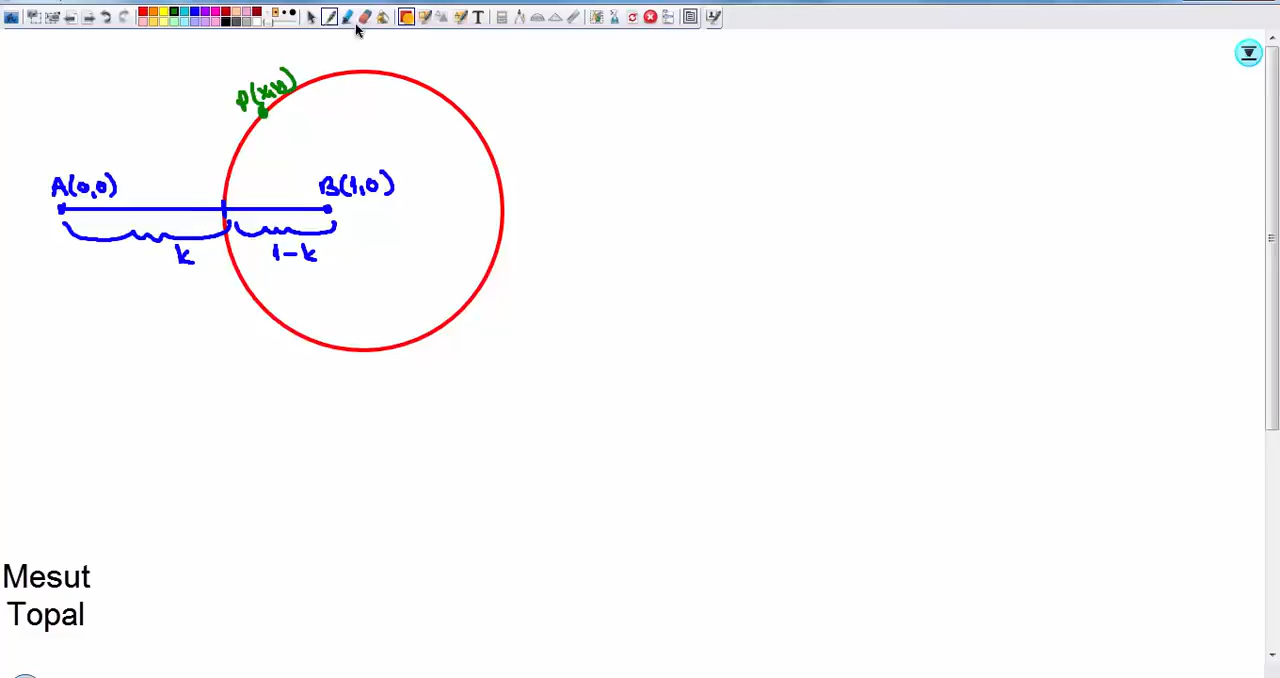 P(x,y)
A(0,0)
B(1,0)
k
1-k
Mesut
Topal